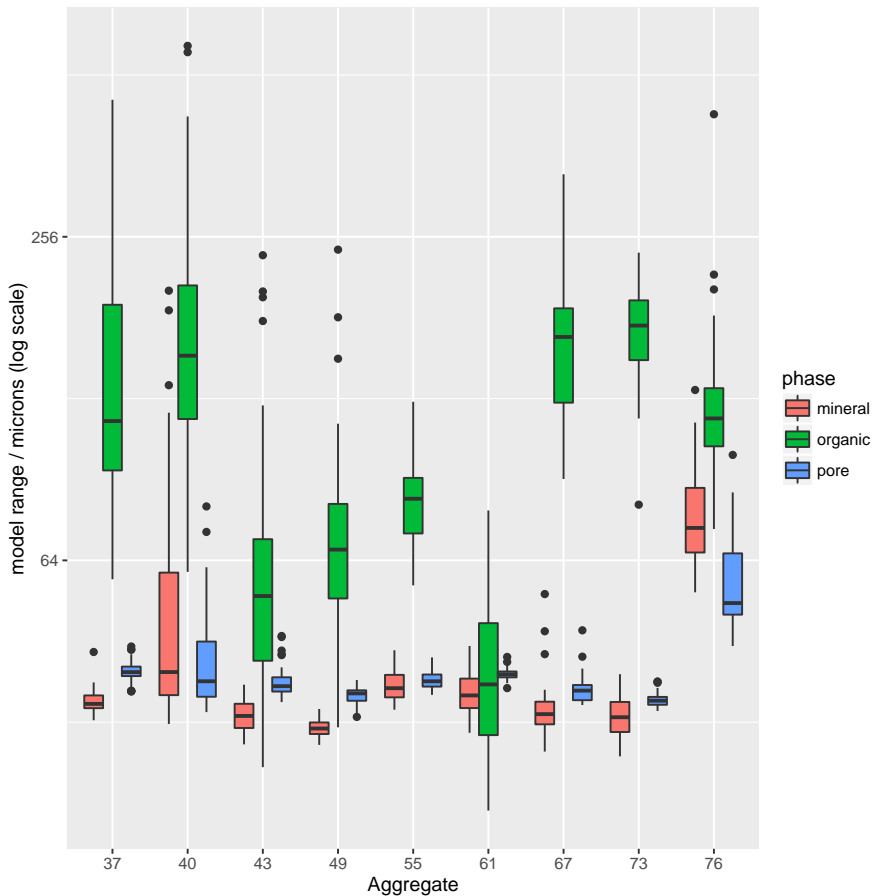 model range / microns (log scale)
256
64
37 40 43 49 55 61 67 73 76
Aggregate
phase
mineral
organic
pore